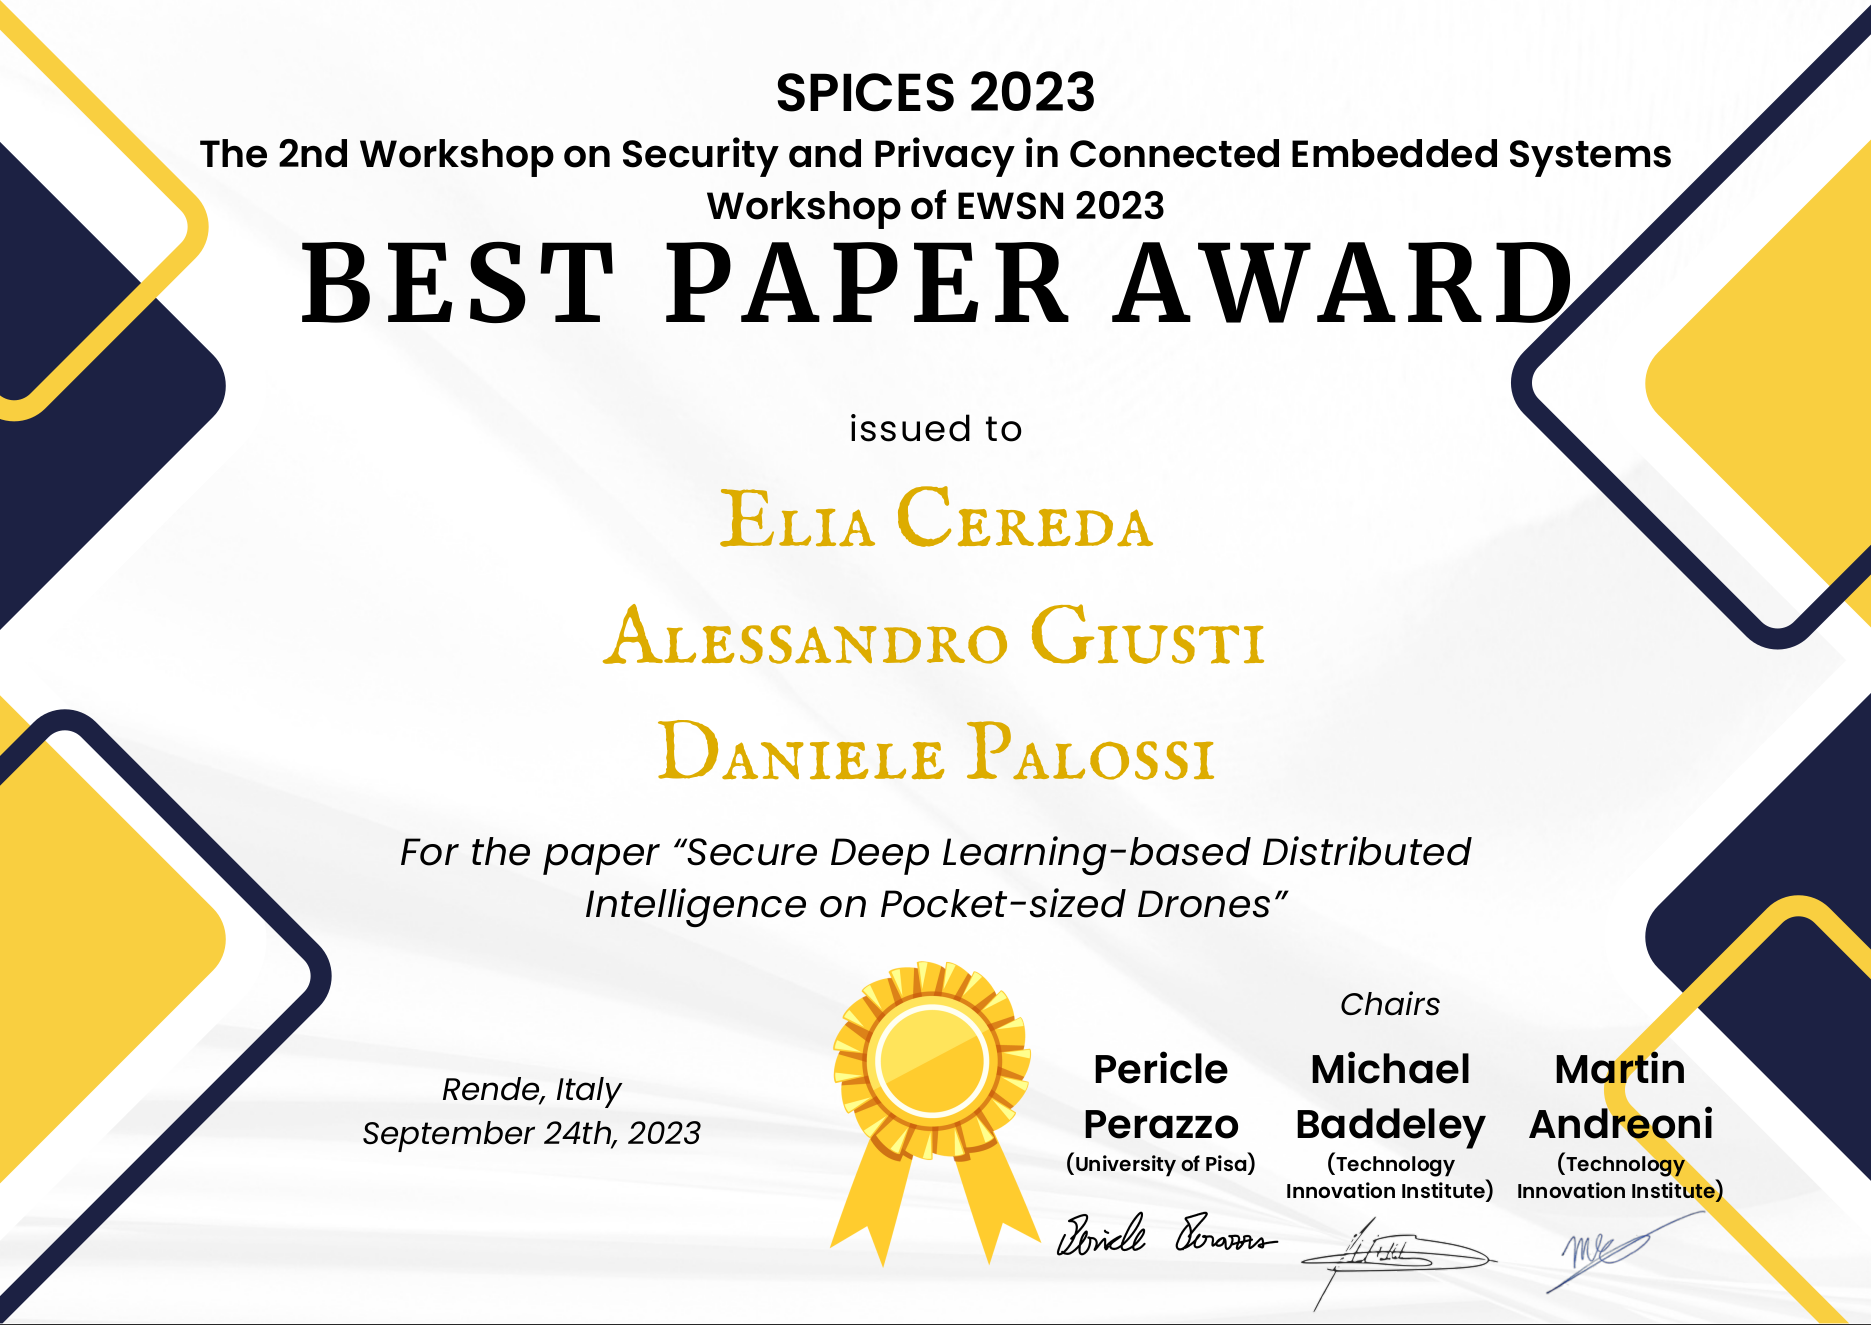 SPICES 2023
The 2nd Workshop on Security and Privacy in Connected Embedded Systems
Workshop of EWSN 2023
BEST PAPER AWARD
issued to
Elia Cereda
Alessandro Giusti
Daniele Palossi
For the paper “Secure Deep Learning-based Distributed
Intelligence on Pocket-sized Drones”
Rende, Italy
September 24th, 2023
Chairs
Pericle
Perazzo
(University of Pisa)
Pericle Perazzo
Michael
Baddeley
(Technology
Innovation Institute)
Martin
Andreoni
(Technology
Innovation Institute)